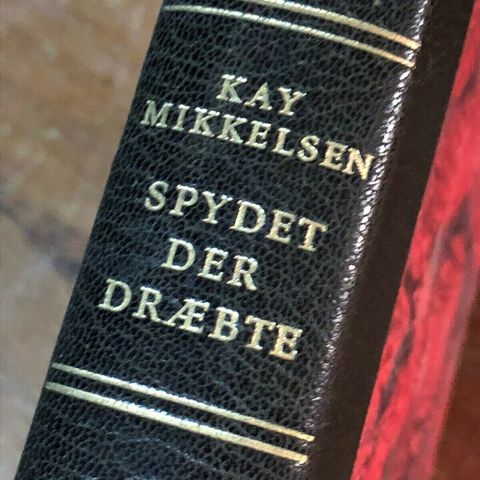 KAY
MIKKELSEN
SPYDET
DER
DRÆBTE